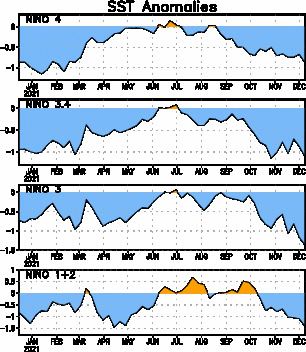 SST Anomalies
NINO 4
0
-0.5
-1
JAN FEB MAR APR MAY JUN JUL AUG SEP OCT NOV DEC
2021
NINO 3.4
0
-1
JAN FEB MAR APR MAY JUN JUL AUG SEP OCT NOV DEC
2021
NINO 3
0
-0.5
-1
-1.5
JAN FEB MAR APR MAY JUN JUL AUG SEP OCT NOV DEC
2021
NINO 1+2
1
0.5
0
-0.5
-1
-1.5
JAN FEB MAR APR MAY JUN JUL AUG SEP OCT NOV DEC
2021